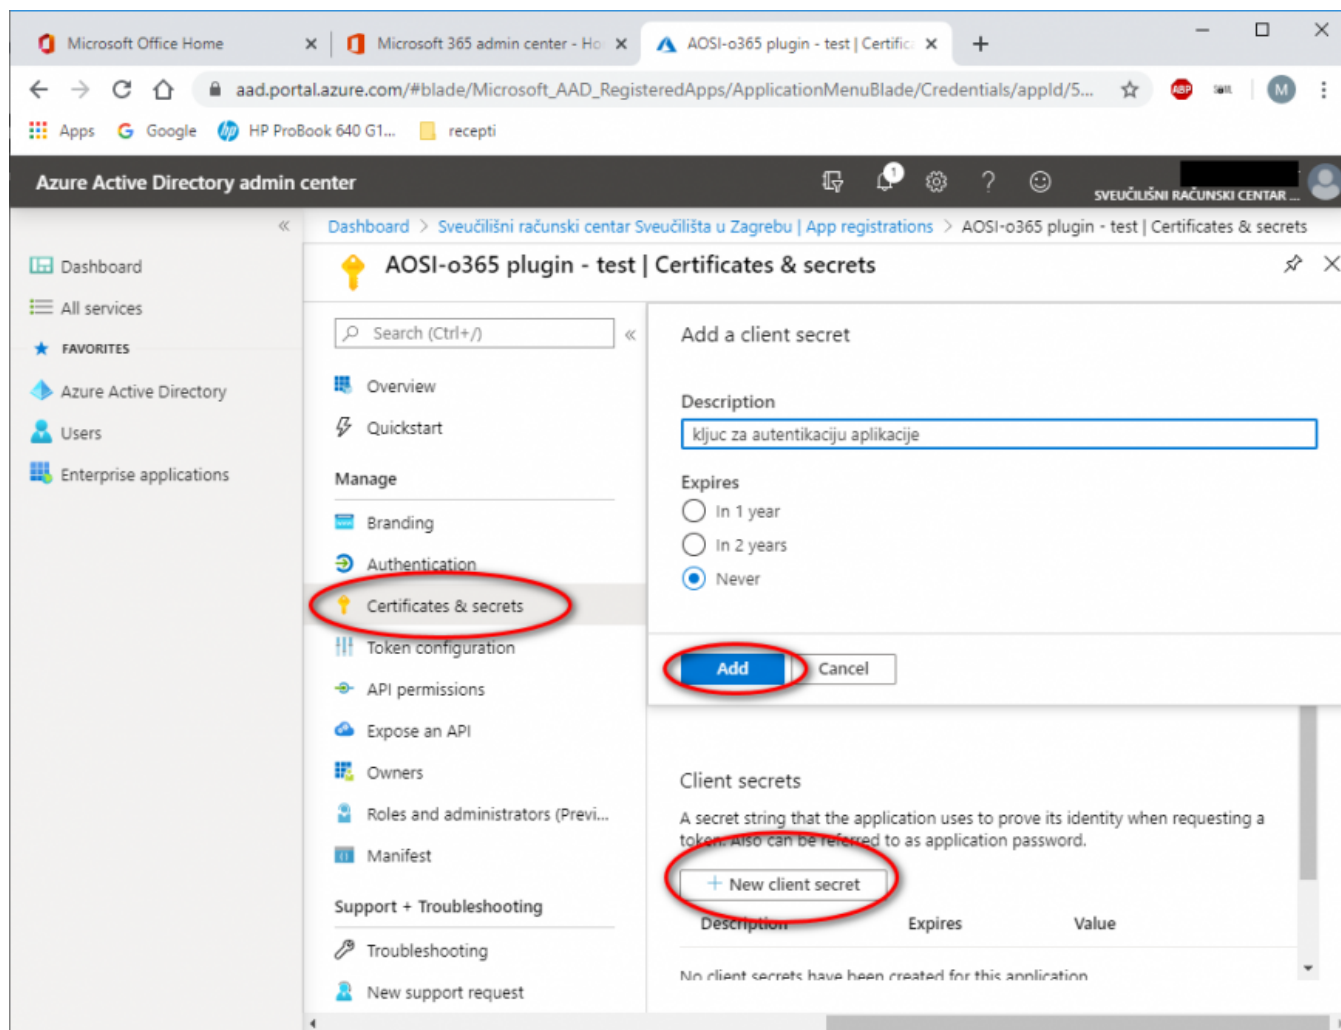 Microsoft Office Home
Microsoft 365 admin center - Ho
AOSI-o365 plugin - test | Certific
aad.portal.azure.com/#blade/Microsoft_AAD_RegisteredApps/ApplicationMenuBlade/Credentials/appId/5...
ABP
M
Apps
Google
hp
HP ProBook 640 G1...
recepti
Azure Active Directory admin center
1
SVEUČILIŠNI RAČUNSKI CENTAR ...
Dashboard > Sveučilišni računski centar Sveučilišta u Zagrebu | App registrations > AOSI-o365 plugin - test | Certificates & secrets
AOSI-o365 plugin - test | Certificates & secrets
Dashboard
All services
FAVORITES
Azure Active Directory
Users
Enterprise applications
Search (Ctrl+/)
Overview
Quickstart
Manage
Branding
Authentication
Certificates & secrets
Token configuration
API permissions
Expose an API
Owners
Roles and administrators (Previ...
Manifest
Support + Troubleshooting
Troubleshooting
New support request
Add a client secret
Description
kljuc za autentikaciju aplikacije
Expires
In 1 year
In 2 years
Never
Add
Cancel
Client secrets
A secret string that the application uses to prove its identity when requesting a
token. Also can be referred to as application password.
+ New client secret
Description Expires Value
No client secrets have been created for this application